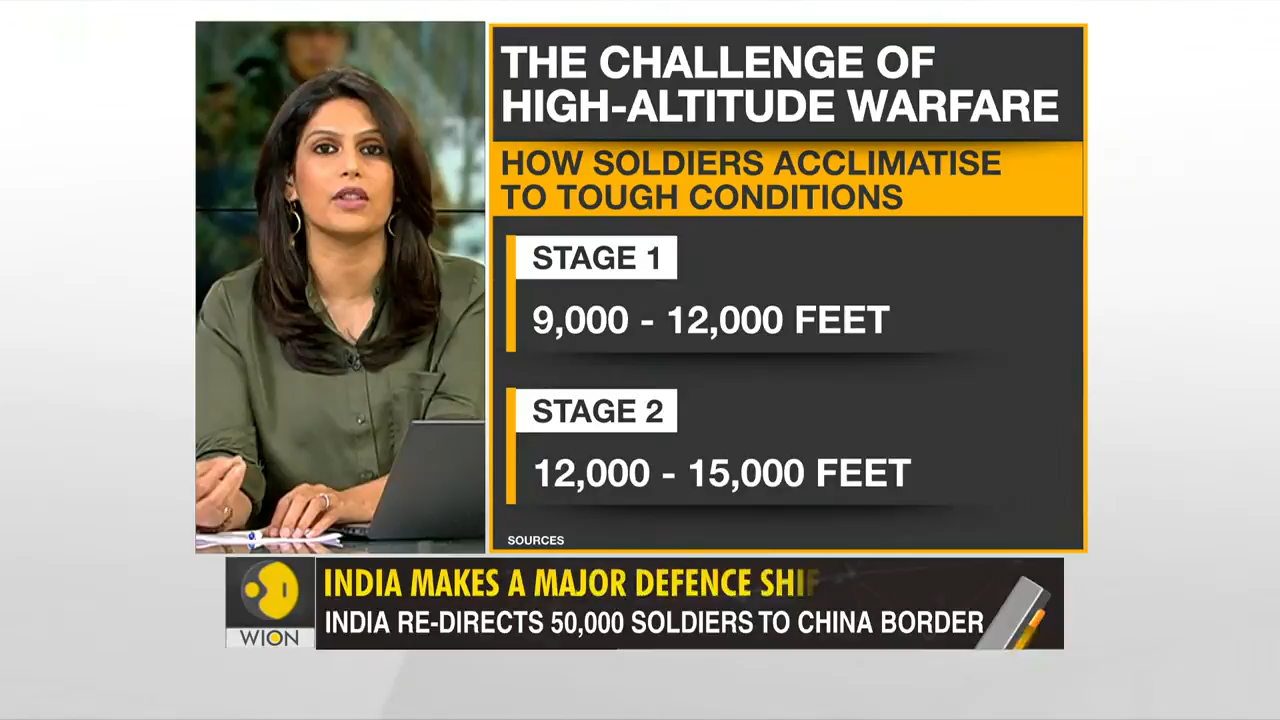 THE CHALLENGE OF
HIGH-ALTITUDE WARFARE
HOW SOLDIERS ACCLIMATISE
TO TOUGH CONDITIONS
STAGE 1
9,000 - 12,000 FEET
STAGE 2
12,000 - 15,000 FEET
SOURCES
INDIA MAKES A MAJOR DEFENCE SHIF
INDIA RE-DIRECTS 50,000 SOLDIERS TO CHINA BORDER
WION